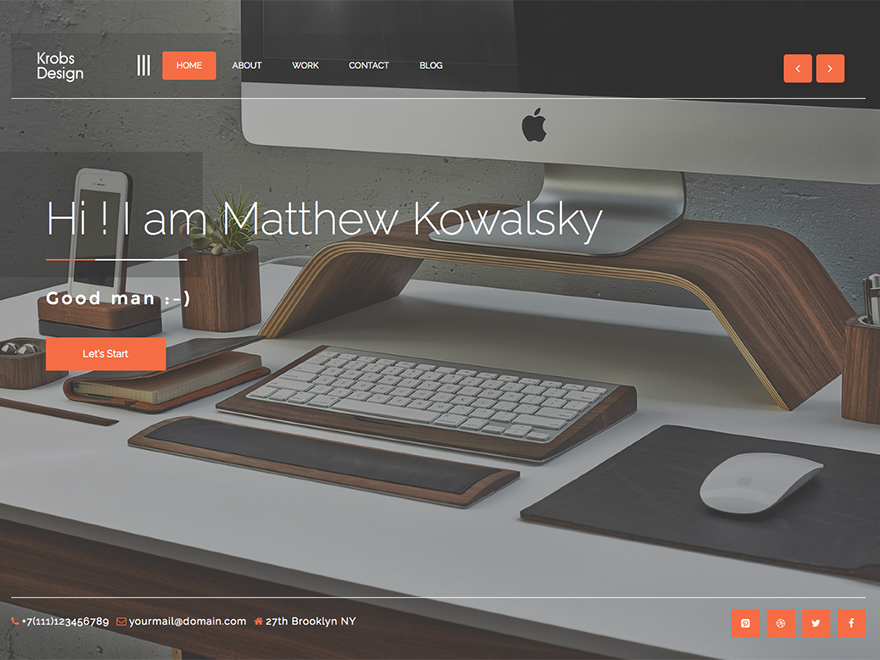 Krobs
Design
HOME ABOUT WORK CONTACT BLOG
Hi ! I am Matthew Kowalsky
Good man :-)
Let's Start
+7(111)123456789 yourmail@domain.com 27th Brooklyn NY